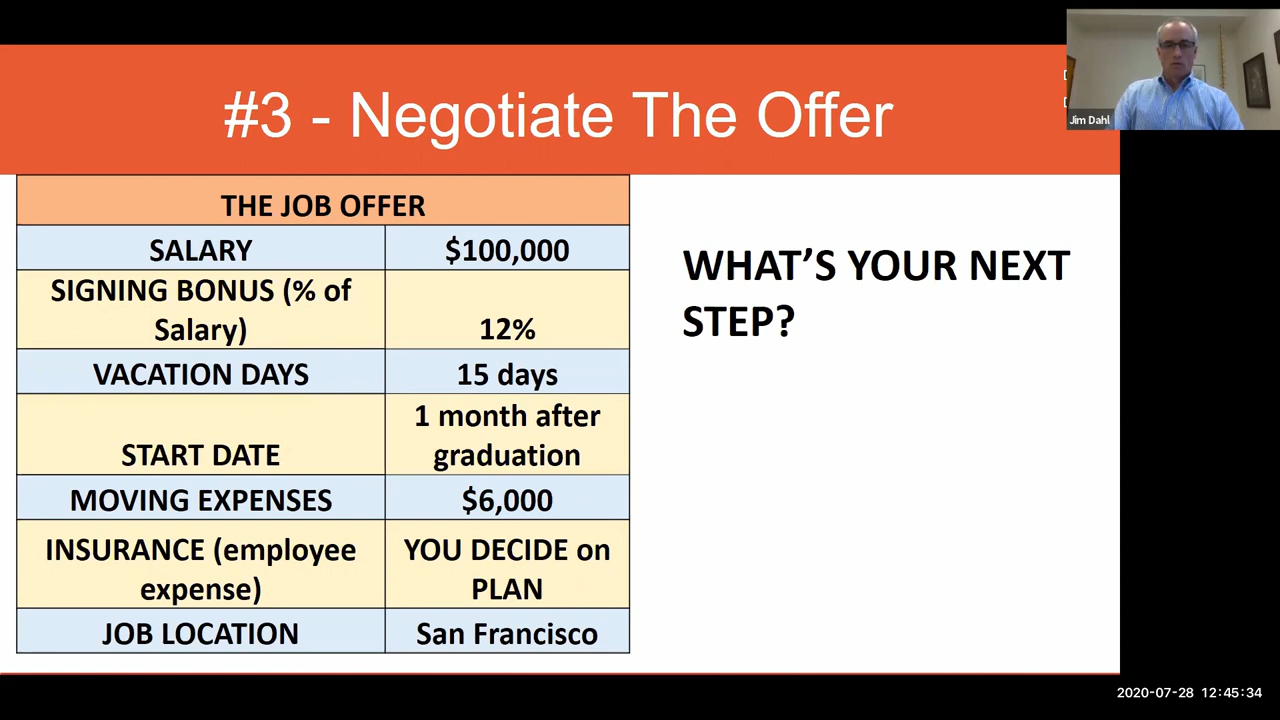 #3 - Negotiate The Offer
Jim Dahl
THE JOB OFFER
SALARY
$100,000
SIGNING BONUS (% of
Salary)
12%
VACATION DAYS
15 days
START DATE
1 month after
graduation
MOVING EXPENSES
$6,000
INSURANCE (employee
expense)
YOU DECIDE on
PLAN
JOB LOCATION
San Francisco
WHAT’S YOUR NEXT
STEP?
2020-07-28 12:45:34